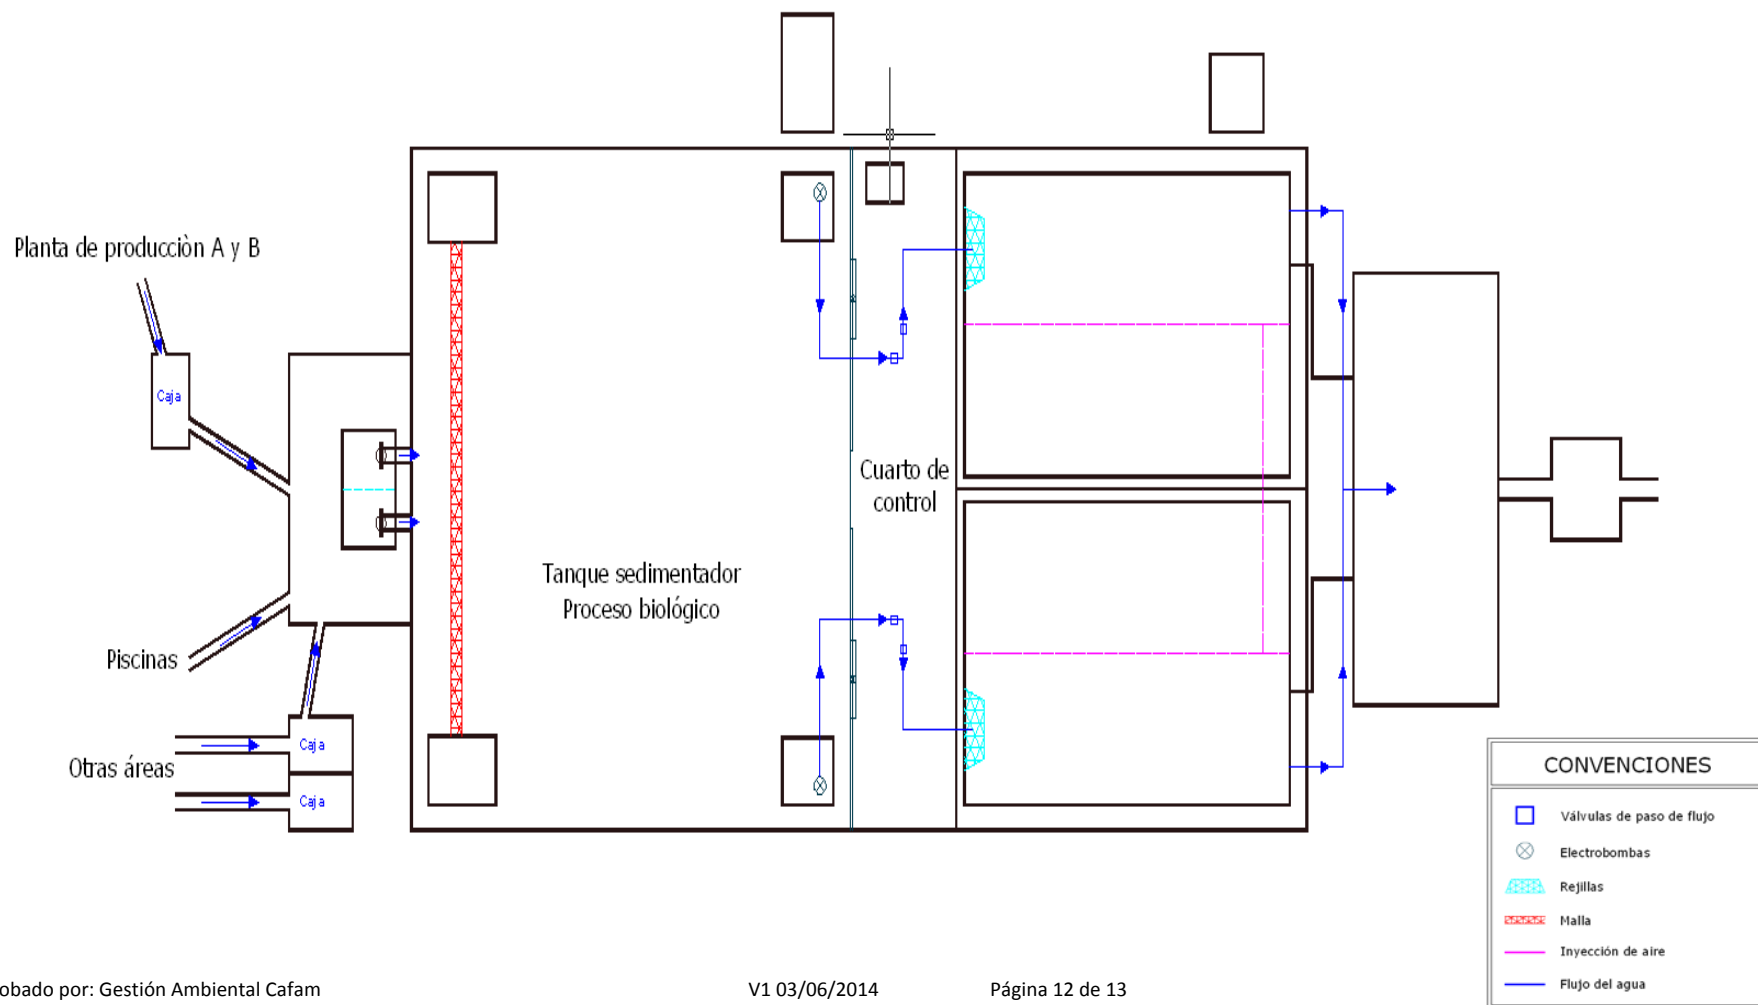 Planta de producciòn A y B
Caja
Piscinas
Otras áreas
Caja
Caja
Tanque sedimentador
Proceso biológico
Cuarto de
control
CONVENCIONES
Válvulas de paso de flujo
Electrobombas
Rejillas
Malla
Inyección de aire
Flujo del agua
obado por: Gestión Ambiental Cafam
V1 03/06/2014
Página 12 de 13